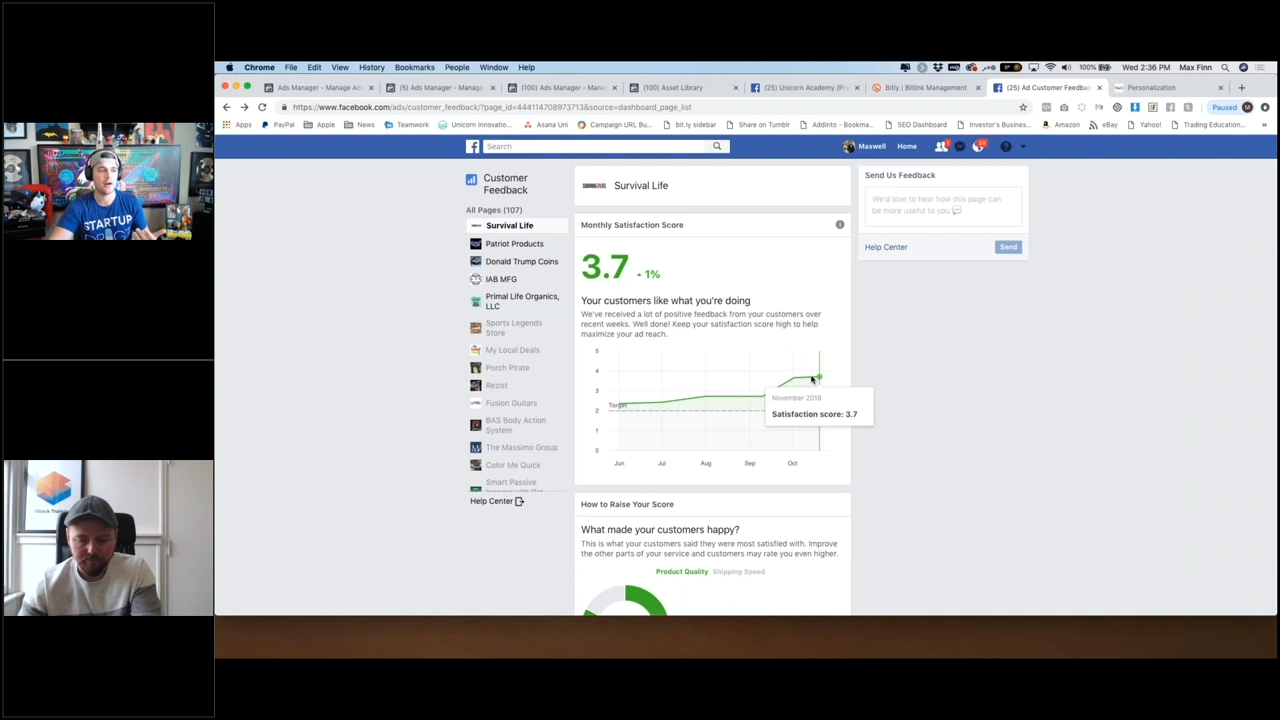 Chrome File Edit View History Bookmarks People Window Help
100% Wed 2:36 PM Max Finn
Ads Manager - Manage Ad
(5) Ads Manager - Manage
(100) Ads Manager - Mana
(100) Asset Library
(25) Unicorn Academy (Pri
Bitly | Bitlink Management
(25) Ad Customer Feedbac
Personalization
https://www.facebook.com/ads/customer_feedback/?page_id=444114708973713&source=dashboard_page_list
Paused
Apps PayPal Apple News Teamwork Unicorn Innovatio... Asana Uni Campaign URL Bu... bit.ly sidebar Share on Tumblr AddInto - Bookma... SEO Dashboard Investor's Busines... Amazon eBay Yahoo! Trading Education...
Search
Maxwell Home
Customer
Feedback
All Pages (107)
Survival Life
Patriot Products
Donald Trump Coins
IAB MFG
Primal Life Organics,
LLC
Sports Legends
Store
My Local Deals
Porch Pirate
Rezist
Fusion Guitars
BAS Body Action
System
The Massimo Group
Color Me Quick
Smart Passive
Help Center
Survival Life
Monthly Satisfaction Score
3.7 1%
Your customers like what you're doing
We've received a lot of positive feedback from your customers over
recent weeks. Well done! Keep your satisfaction score high to help
maximize your ad reach.
5
4
3
Target
2
1
0
Jun Jul Aug Sep Oct
November 2018
Satisfaction score: 3.7
How to Raise Your Score
What made your customers happy?
This is what your customers said they were most satisfied with. Improve
the other parts of your service and customers may rate you even higher.
Product Quality Shipping Speed
Send Us Feedback
We'd love to hear how this page can
be more useful to you
Help Center Send
STARTUP